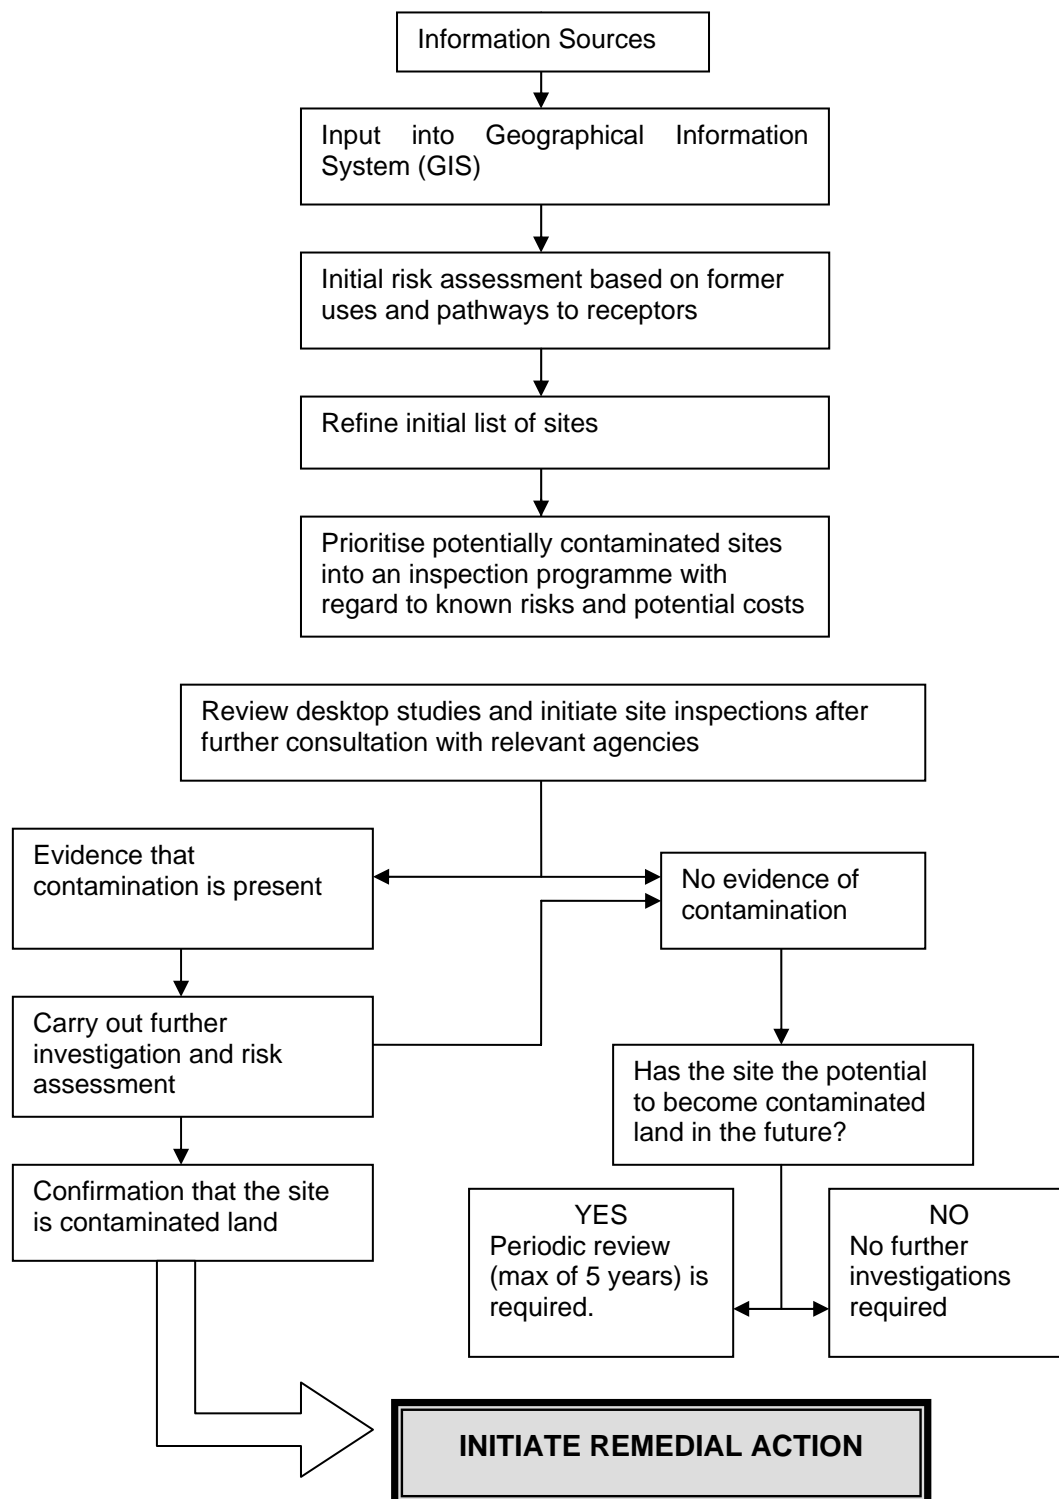 Information Sources
Input into Geographical Information
System (GIS)
Initial risk assessment based on former
uses and pathways to receptors
Refine initial list of sites
Prioritise potentially contaminated sites
into an inspection programme with
regard to known risks and potential costs
Review desktop studies and initiate site inspections after
further consultation with relevant agencies
Evidence that
contamination is present
No evidence of
contamination
Carry out further
investigation and risk
assessment
Has the site the potential
to become contaminated
land in the future?
Confirmation that the site
is contaminated land
YES
Periodic review
(max of 5 years) is
required.
NO
No further
investigations
required
INITIATE REMEDIAL ACTION